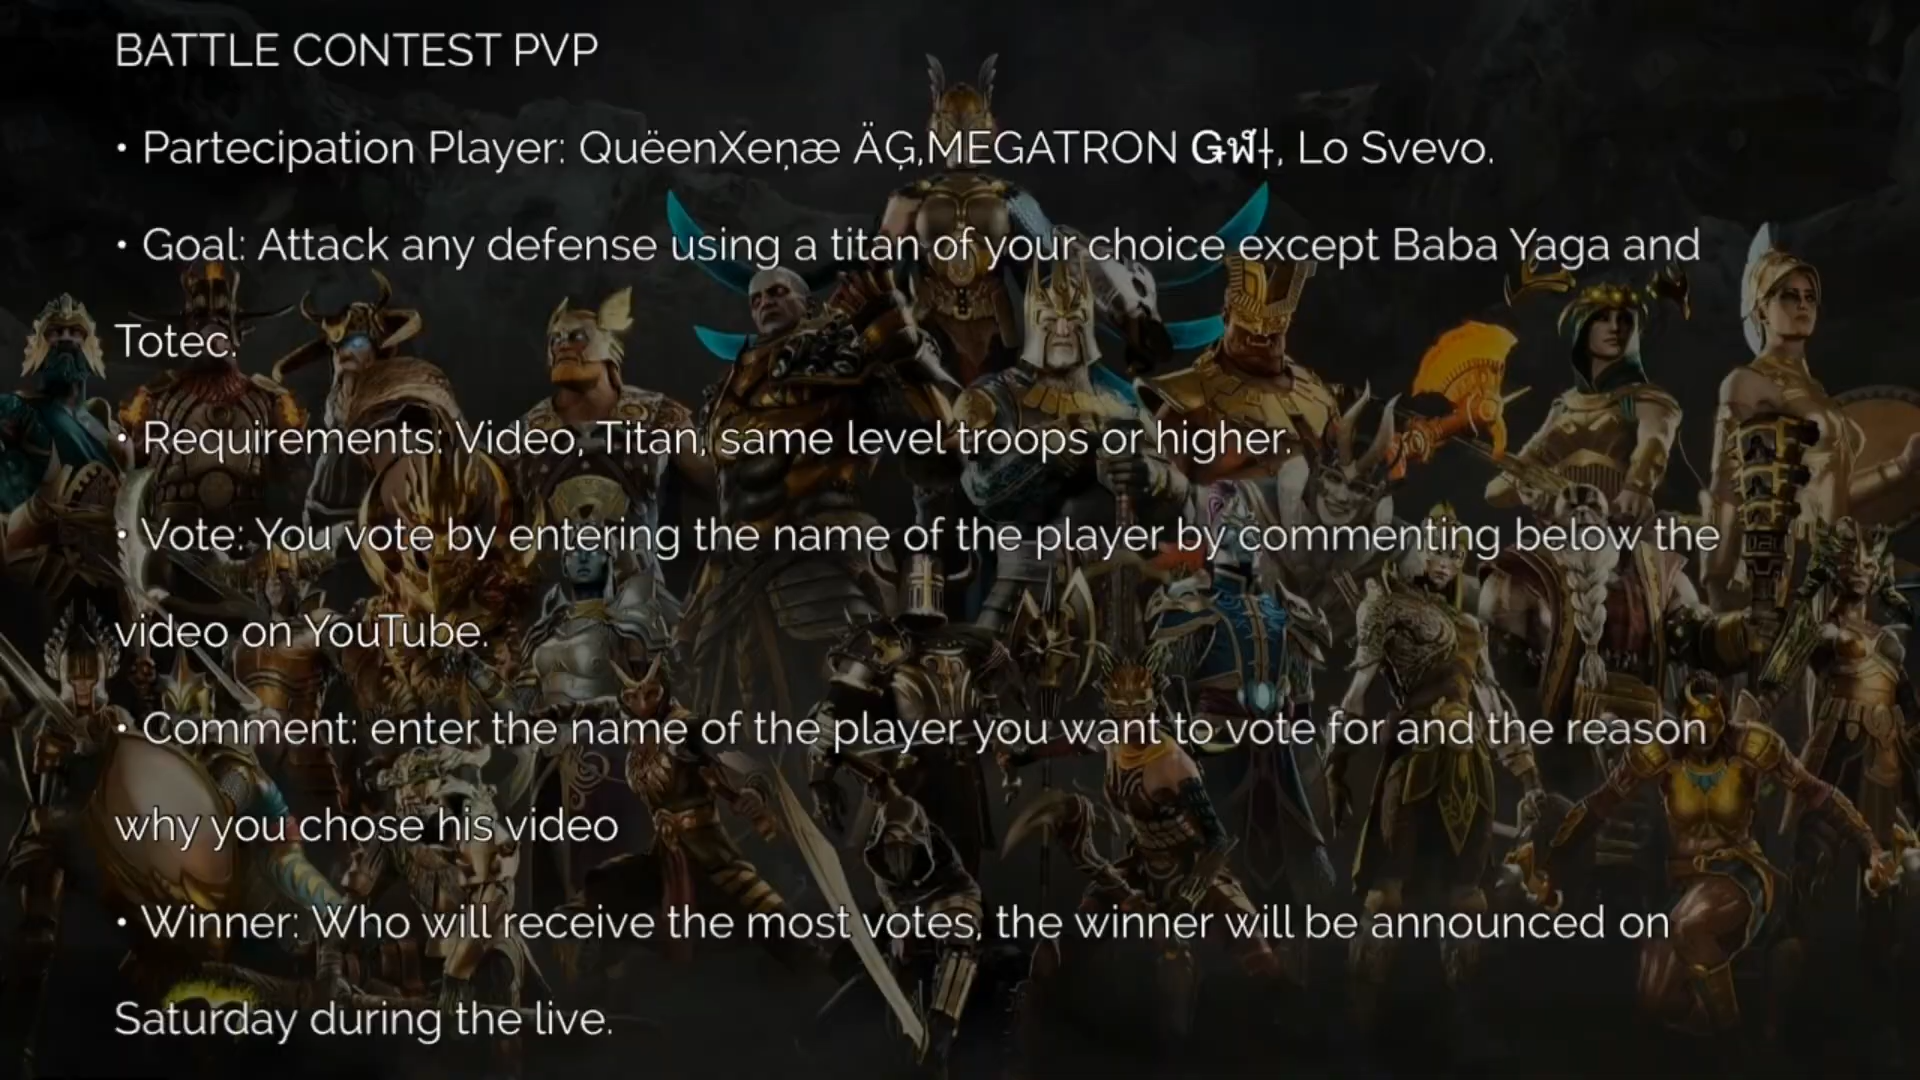 BATTLE CONTEST PVP
• Partecipation Player: QuëenXeņæ ÄĢ,MEGATRON Ǥ₩ł, Lo Svevo.
• Goal: Attack any defense using a titan of your choice except Baba Yaga and
Totec.
• Requirements: Video, Titan, same level troops or higher.
• Vote: You vote by entering the name of the player by commenting below the
video on YouTube.
• Comment: enter the name of the player you want to vote for and the reason
why you chose his video
• Winner: Who will receive the most votes, the winner will be announced on
Saturday during the live.